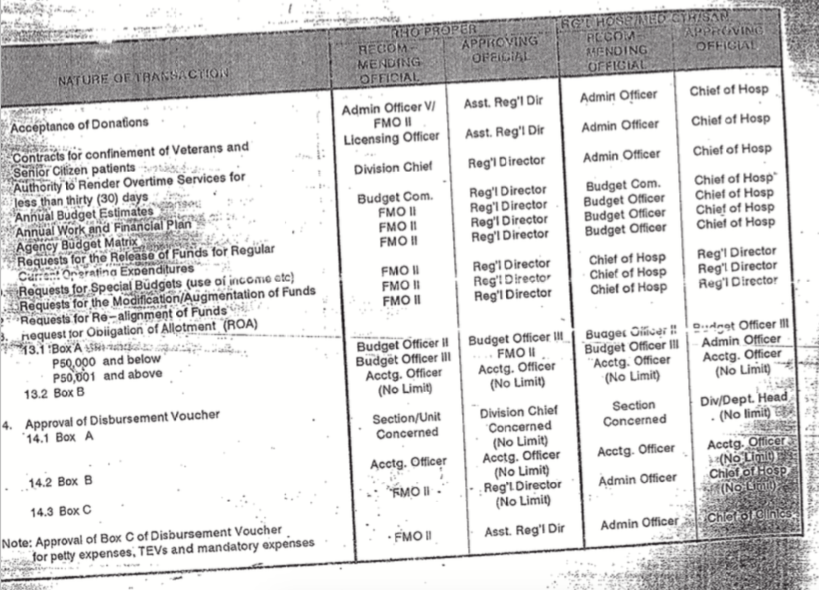 RHO PROPER REG'L HOSP/MED CTR/SAN
NATURE OF TRANSACTION RECOM- APPROVING RECOM- APPROVING
MENDING OFFICIAL MENDING OFFICIAL
OFFICIAL OFFICIAL
Acceptance of Donations Admin Officer V/ Asst. Reg'l Dir Admin Officer Chief of Hosp
FMO II
Contracts for confinement of Veterans and Licensing Officer Asst. Reg'l Dir Admin Officer Chief of Hosp
Senior Citizen patients
Authority to Render Overtime Services for Division Chief Reg'l Director Admin Officer Chief of Hosp
less than thirty (30) days
Annual Budget Estimates Budget Com. Reg'l Director Budget Com. Chief of Hosp
Annual Work and Financial Plan FMO II Reg'l Director Budget Officer Chief of Hosp
Agency Budget Matrix FMO II Reg'l Director Budget Officer Chief of Hosp
Requests for the Release of Funds for Regular FMO II Reg'l Director Budget Officer Chief of Hosp
Current Operating Expenditures
Requests for Special Budgets (use of income etc) FMO II Reg'l Director Chief of Hosp Reg'l Director
Requests for the Modification/Augmentation of Funds FMO II Reg'l Director Chief of Hosp Reg'l Director
Requests for Re-alignment of Funds FMO II Reg'l Director Chief of Hosp Reg'l Director
Request for Obligation of Allotment (ROA)
13.1 Box A
P50,000 and below Budget Officer II Budget Officer III Budget Officer II Budget Officer III
P50,001 and above Budget Officer III FMO II Budget Officer III Admin Officer
13.2 Box B Acctg. Officer Acctg. Officer Acctg. Officer Acctg. Officer
(No Limit) (No Limit) (No Limit) (No Limit)
4. Approval of Disbursement Voucher
14.1 Box A Section/Unit Division Chief Section Div/Dept. Head
Concerned Concerned Concerned (No limit)
(No Limit)
14.2 Box B Acctg. Officer Acctg. Officer Acctg. Officer Acctg. Officer
(No Limit) (No Limit)
14.3 Box C FMO II Reg'l Director Admin Officer Chief of Hosp
(No Limit) (No Limit)
Note: Approval of Box C of Disbursement Voucher FMO II Asst. Reg'l Dir Admin Officer Chief of Clinics
for petty expenses, TEVs and mandatory expenses